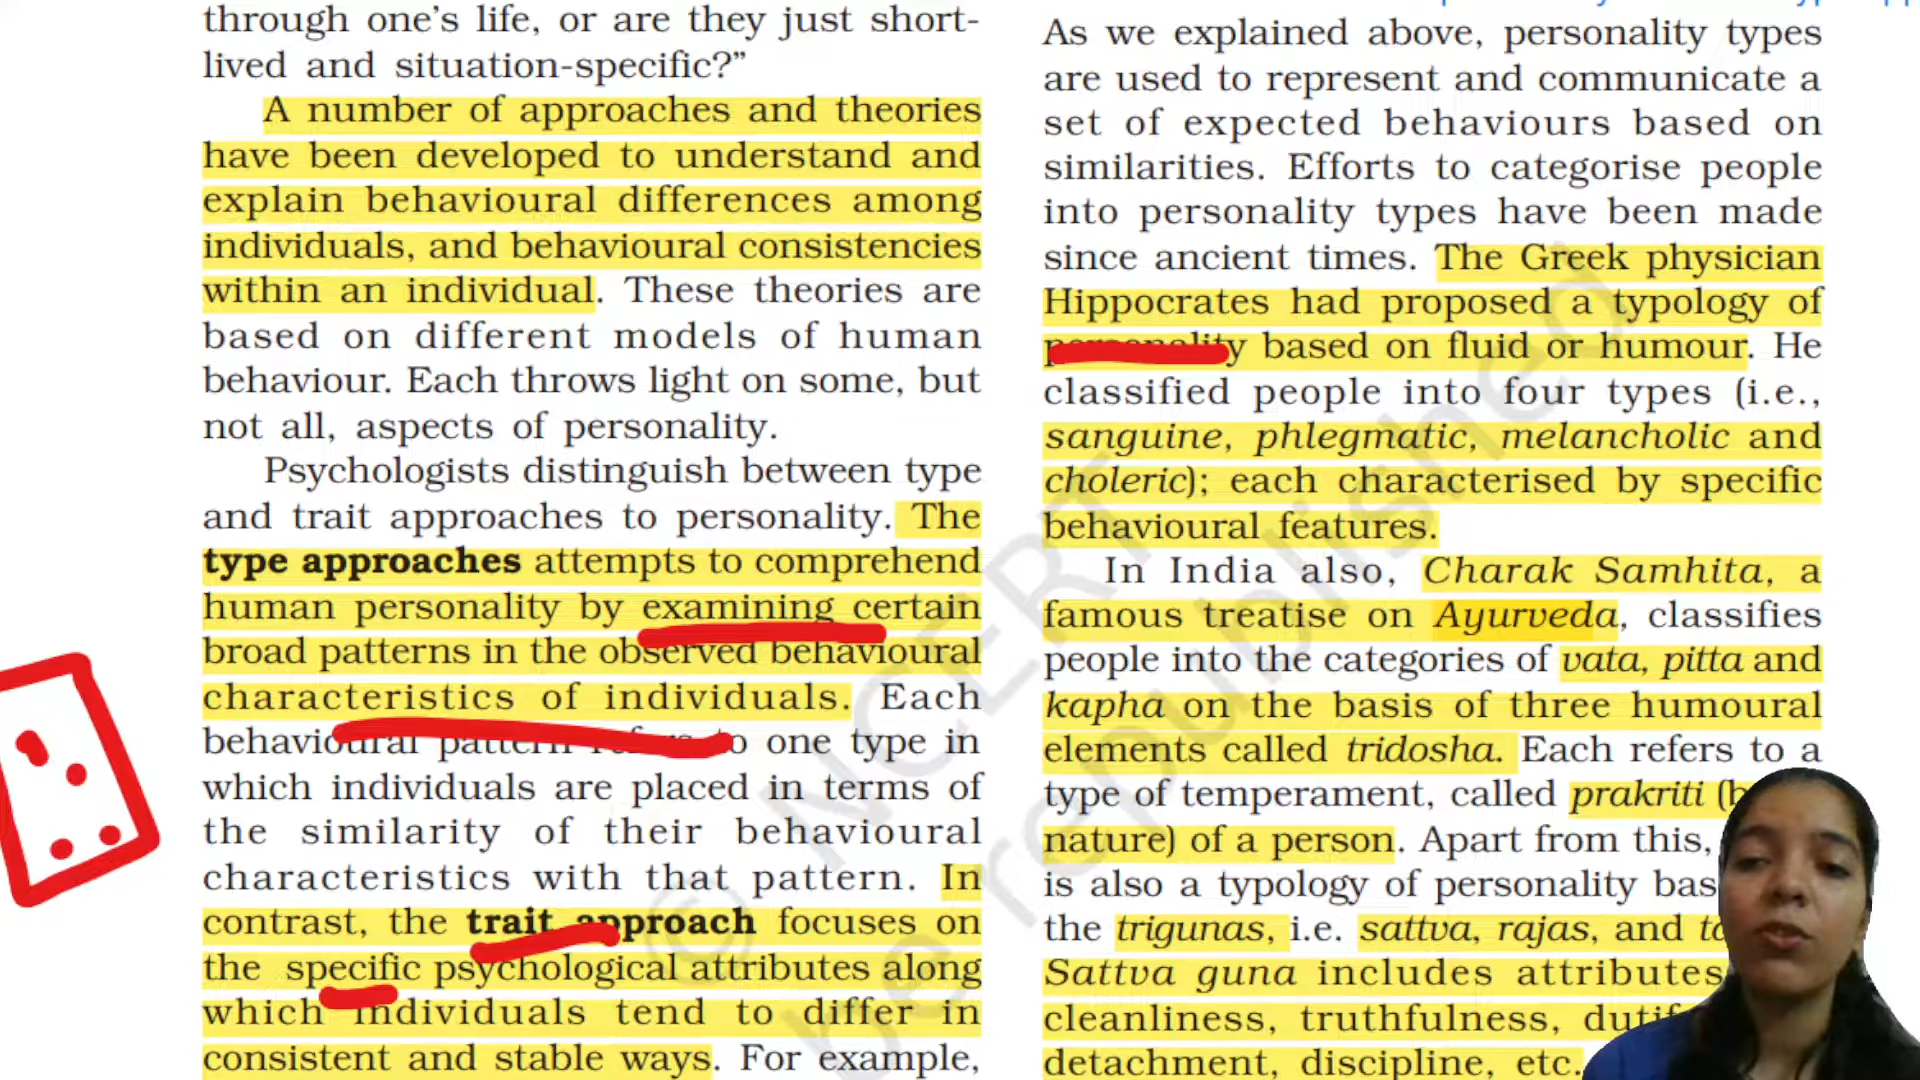 through one’s life, or are they just short-
lived and situation-specific?”
A number of approaches and theories
have been developed to understand and
explain behavioural differences among
individuals, and behavioural consistencies
within an individual. These theories are
based on different models of human
behaviour. Each throws light on some, but
not all, aspects of personality.
Psychologists distinguish between type
and trait approaches to personality. The
type approaches attempts to comprehend
human personality by examining certain
broad patterns in the observed behavioural
characteristics of individuals. Each
behavioural pattern refers to one type in
which individuals are placed in terms of
the similarity of their behavioural
characteristics with that pattern. In
contrast, the trait approach focuses on
the specific psychological attributes along
which individuals tend to differ in
consistent and stable ways. For example,
As we explained above, personality types
are used to represent and communicate a
set of expected behaviours based on
similarities. Efforts to categorise people
into personality types have been made
since ancient times. The Greek physician
Hippocrates had proposed a typology of
personality based on fluid or humour. He
classified people into four types (i.e.,
sanguine, phlegmatic, melancholic and
choleric); each characterised by specific
behavioural features.
In India also, Charak Samhita, a
famous treatise on Ayurveda, classifies
people into the categories of vata, pitta and
kapha on the basis of three humoural
elements called tridosha. Each refers to a
type of temperament, called prakriti
nature) of a person. Apart from this,
is also a typology of personality
the trigunas, i.e. sattva, rajas, and
Sattva guna includes attributes
cleanliness, truthfulness,
detachment, discipline, etc.
© NCERT
be republished